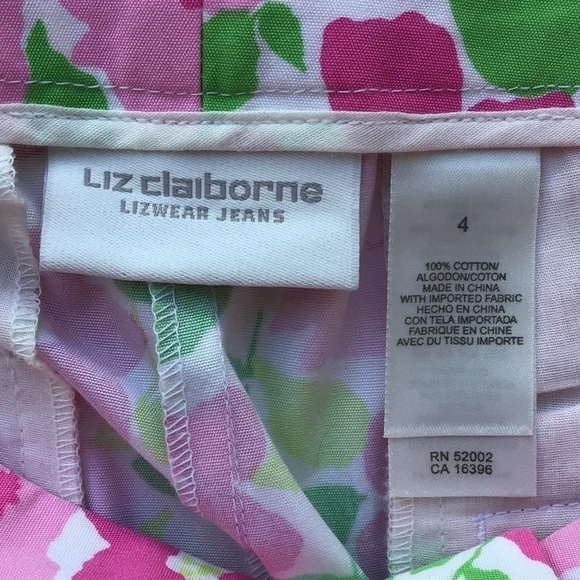 Liz claiborne
LIZWEAR JEANS
4
100% COTTON/
ALGODON/COTON
MADE IN CHINA
WITH IMPORTED FABRIC
HECHO EN CHINA
CON TELA IMPORTADA
FABRIQUE EN CHINE
AVEC DU TISSU IMPORTE
RN 52002
CA 16396